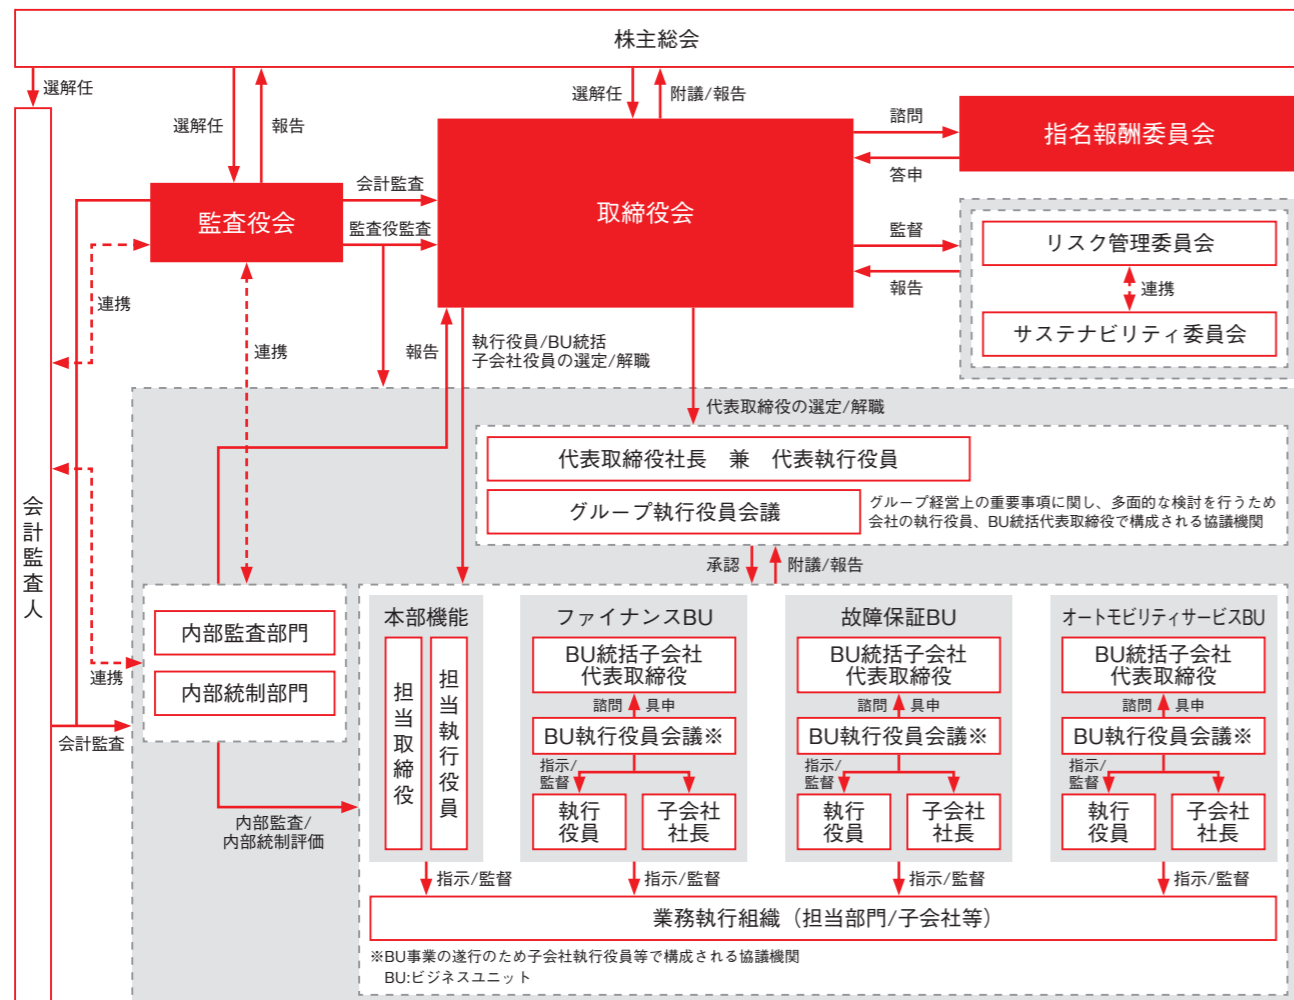 株主総会
選解任
選解任
報告
選解任
附議/報告
諮問
答申
指名報酬委員会
監査役会
会計監査
監査役監査
取締役会
監督
報告
リスク管理委員会
連携
サステナビリティ委員会
連携
連携
報告
執行役員/BU統括
子会社役員の選定/解職
代表取締役の選定/解職
代表取締役社長　兼　代表執行役員
グループ執行役員会議
グループ経営上の重要事項に関し、多面的な検討を行うため
会社の執行役員、BU統括代表取締役で構成される協議機関
承認
附議/報告
会計監査人
連携
会計監査
内部監査部門
内部統制部門
内部監査/
内部統制評価
本部機能
担当取締役
担当執行役員
ファイナンスBU
BU統括子会社
代表取締役
諮問
具申
BU執行役員会議※
指示/
監督
執行
役員
子会社
社長
故障保証BU
BU統括子会社
代表取締役
諮問
具申
BU執行役員会議※
指示/
監督
執行
役員
子会社
社長
オートモビリティサービスBU
BU統括子会社
代表取締役
諮問
具申
BU執行役員会議※
指示/
監督
執行
役員
子会社
社長
指示/監督
指示/監督
指示/監督
指示/監督
業務執行組織（担当部門/子会社等）
※BU事業の遂行のため子会社執行役員等で構成される協議機関
BU:ビジネスユニット